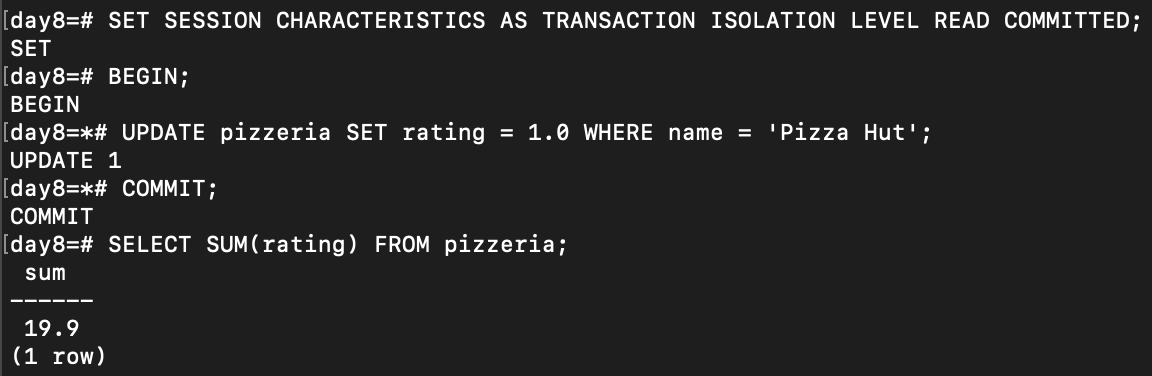 [day8=# SET SESSION CHARACTERISTICS AS TRANSACTION ISOLATION LEVEL READ COMMITTED;
SET
[day8=# BEGIN;
BEGIN
[day8=*# UPDATE pizzeria SET rating = 1.0 WHERE name = 'Pizza Hut';
UPDATE 1
[day8=*# COMMIT;
COMMIT
[day8=# SELECT SUM(rating) FROM pizzeria;
 sum
------
 19.9
(1 row)